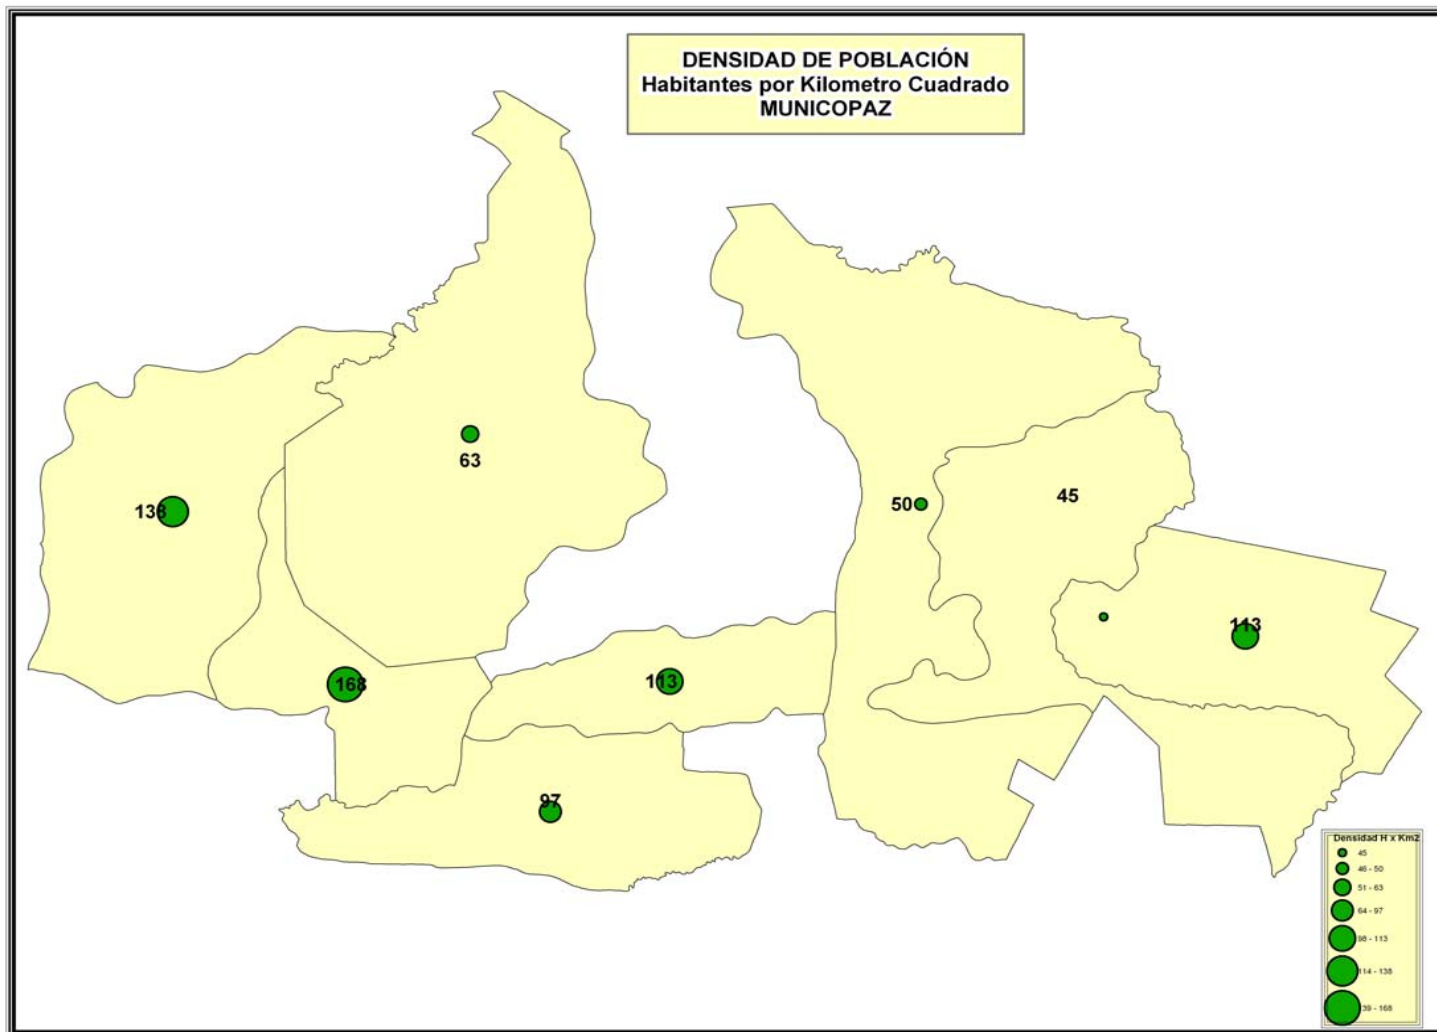 DENSIDAD DE POBLACIÓN
Habitantes por Kilometro Cuadrado
MUNICOPAZ
63
138
50
45
113
168
113
97
Densidad H x Km2
45
46 - 50
51 - 63
64 - 97
98 - 113
114 - 138
39 - 168